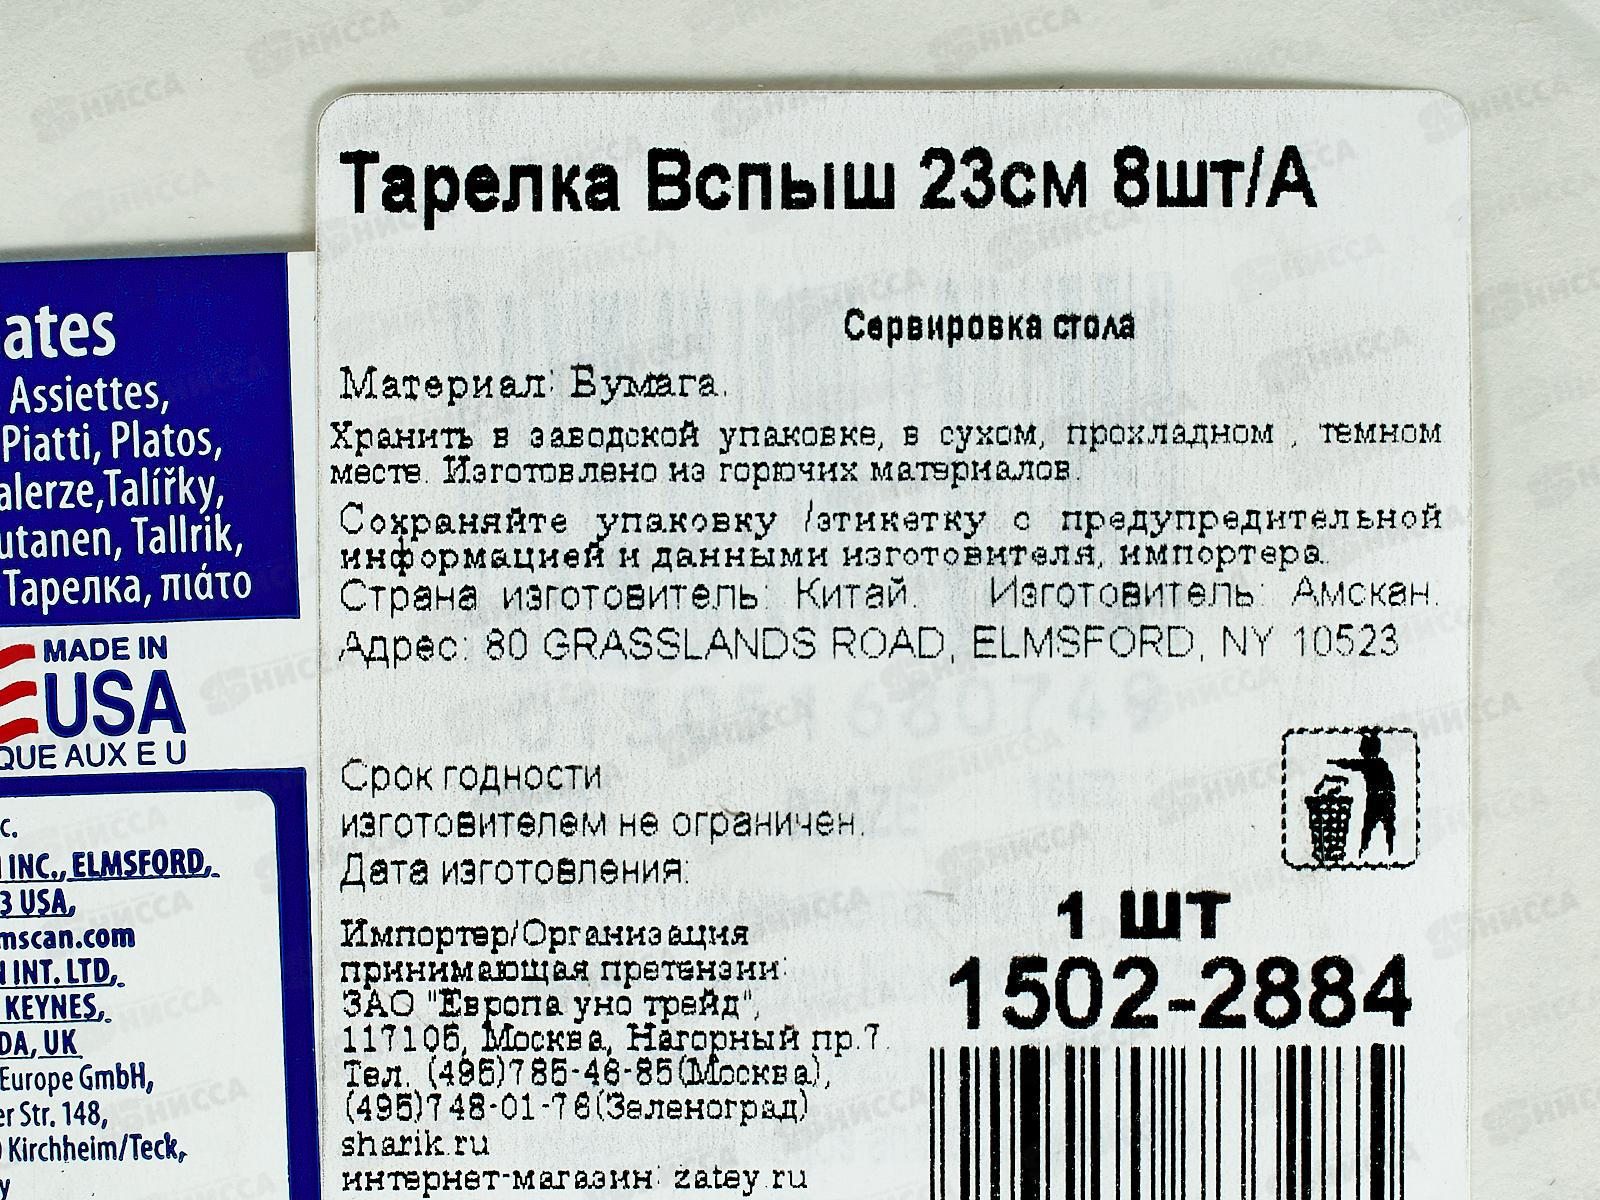 Тарелка Вспыш 23см 8шт/А
Сервировка стола
Материал: Бумага.
Хранить в заводской упаковке, в сухом, прохладном , темном
месте. Изготовлено из горючих материалов.
Сохраняйте упаковку /этикетку с предупредительной
информацией и данными изготовителя, импортера.
Страна изготовитель: Китай. Изготовитель: Амскан.
Адрес: 80 GRASSLANDS ROAD, ELMSFORD, NY 10523
Срок годности
изготовителем не ограничен.
Дата изготовления:
Импортер/Организация
принимающая претензии:
ЗАО "Европа уно трейд",
117105, Москва, Нагорный пр.7.
Тел. (495)785-46-85(Москва),
(495)748-01-76(Зеленоград)
sharik.ru
интернет-магазин: zatey.ru
1 шт
1502-2884
ates
Assiettes,
Piatti, Platos,
alerze,Talířky,
utanen, Tallrik,
Тарелка, πιάτο
MADE IN
USA
QUE AUX E U
c.
INC., ELMSFORD,
3 USA,
mscan.com
INT. LTD,
KEYNES,
DA, UK
Europe GmbH,
er Str. 148,
Kirchheim/Teck,
y
НИССА